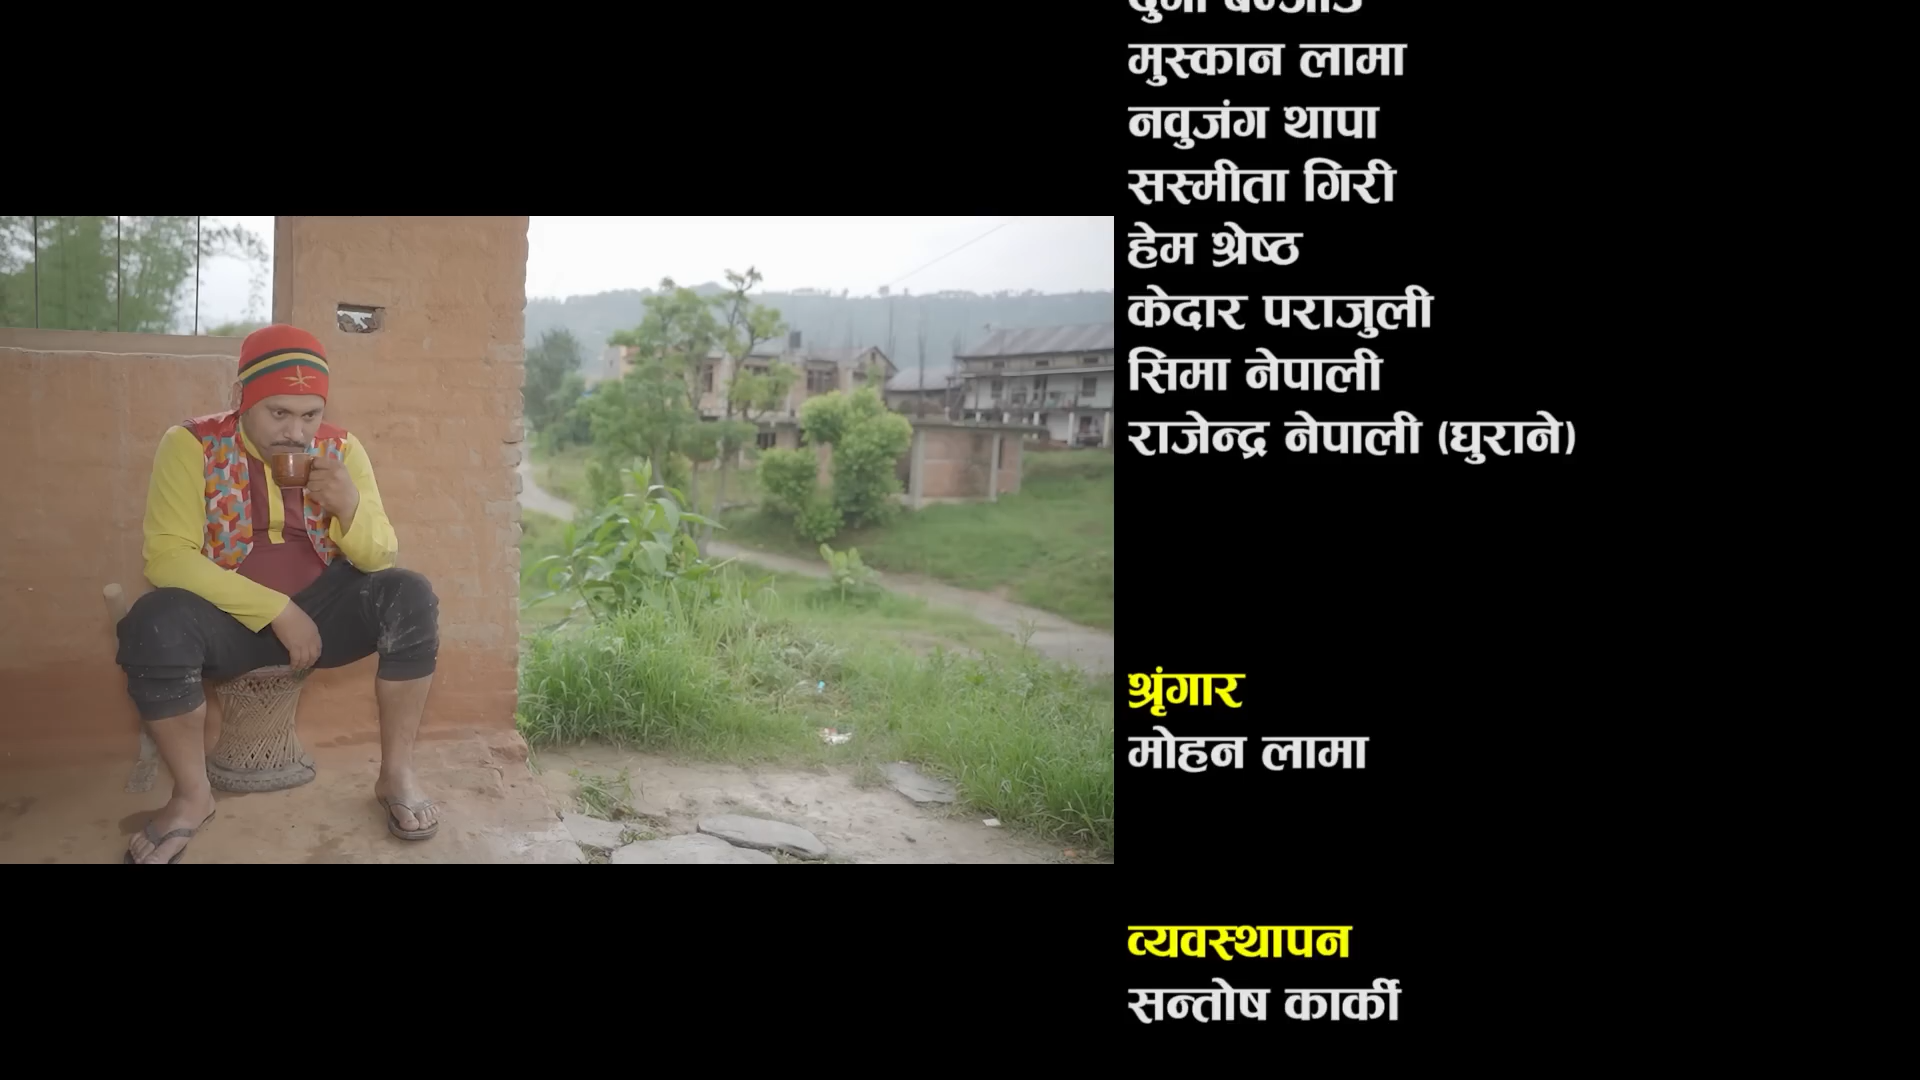 मुस्कान लामा
नवुजंग थापा
सस्मीता गिरी
हेम श्रेष्ठ
केदार पराजुली
सिमा नेपाली
राजेन्द्र नेपाली (घुराने)
श्रृंगार
मोहन लामा
व्यवस्थापन
सन्तोष कार्की